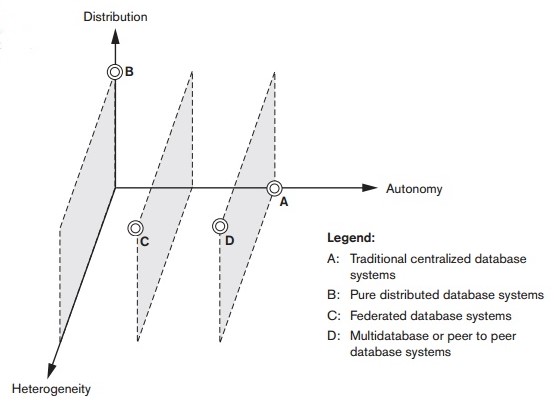 Distribution
B
Autonomy
A
C
D
Legend:
A: Traditional centralized database
systems
B: Pure distributed database systems
C: Federated database systems
D: Multidatabase or peer to peer
database systems
Heterogeneity